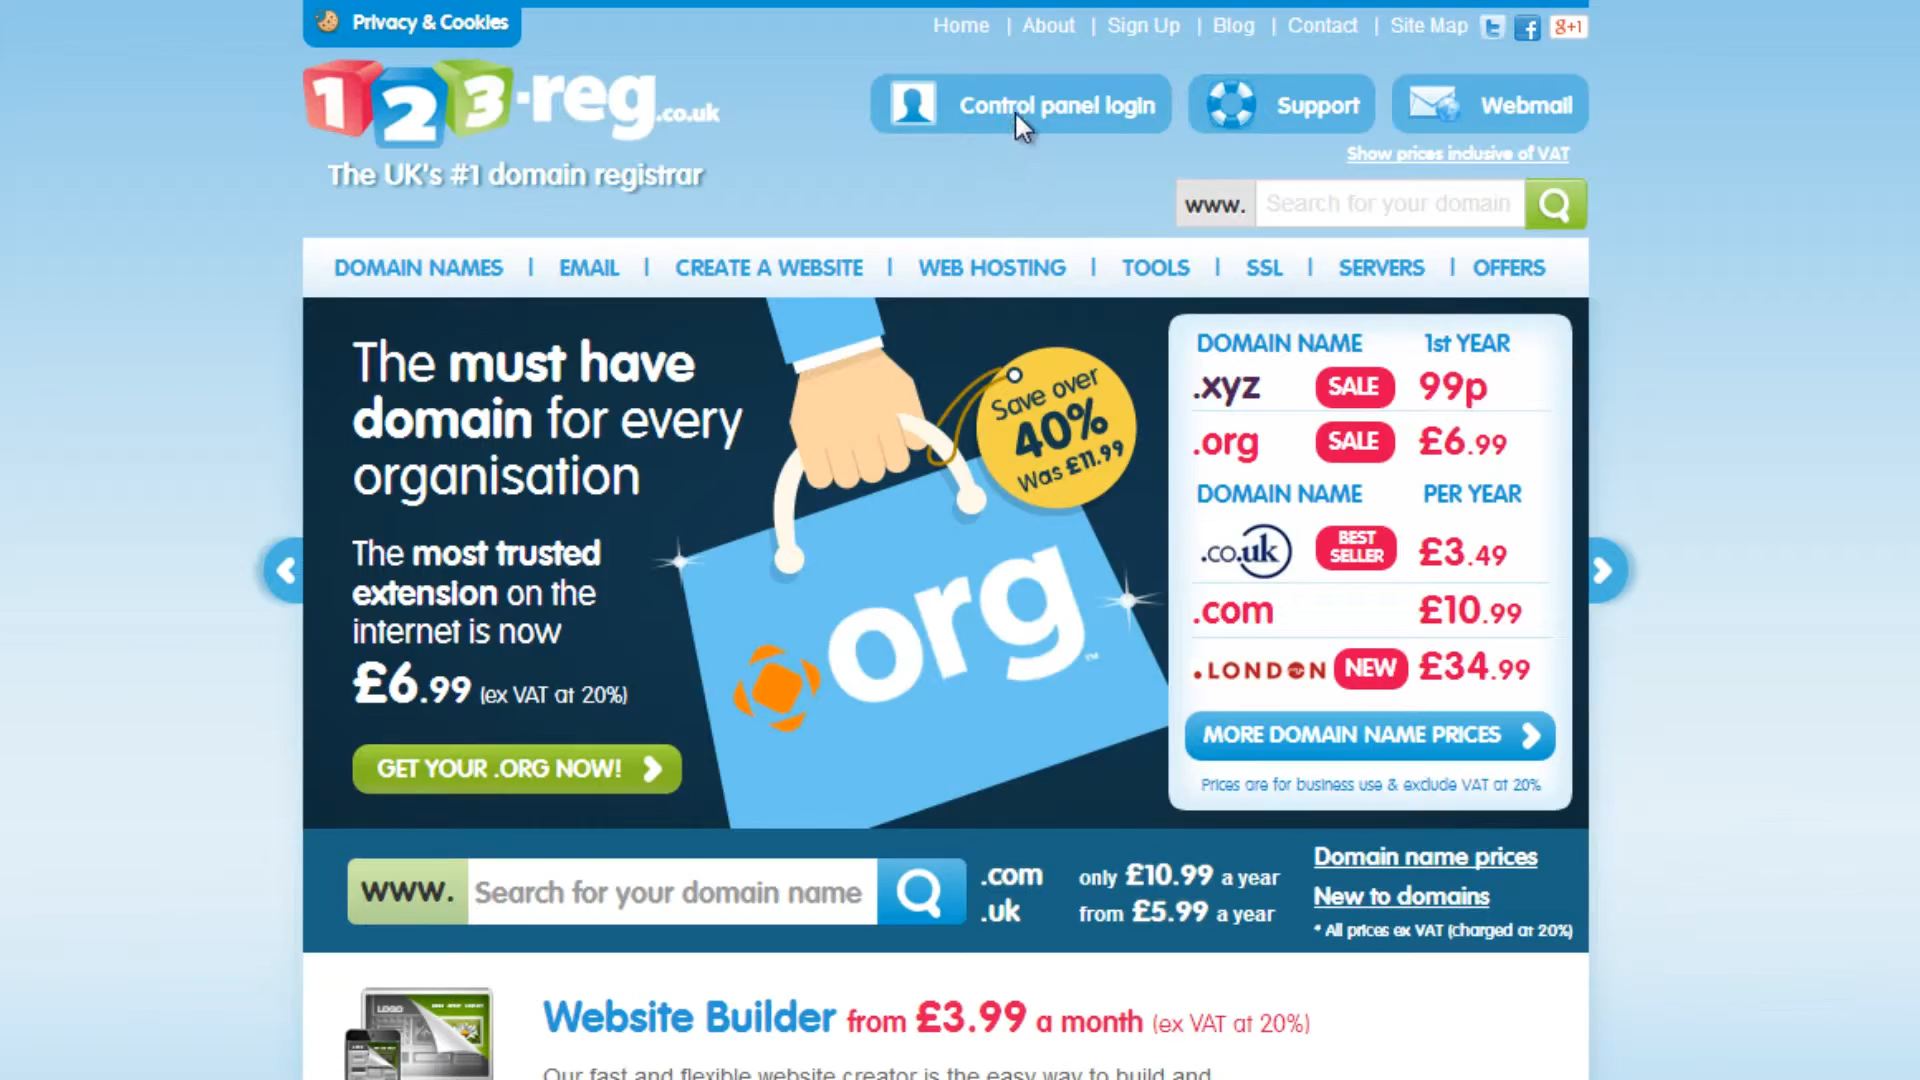 Privacy & Cookies
Home | About | Sign Up | Blog | Contact | Site Map
g+1
123-reg.co.uk
The UK's #1 domain registrar
Control panel login
Support
Webmail
Show prices inclusive of VAT
www. Search for your domain
DOMAIN NAMES | EMAIL | CREATE A WEBSITE | WEB HOSTING | TOOLS | SSL | SERVERS | OFFERS
The must have
domain for every
organisation
The most trusted
extension on the
internet is now
£6.99 (ex VAT at 20%)
GET YOUR .ORG NOW!
Save over
40%
Was £11.99
.org™
DOMAIN NAME 1st YEAR
.xyz SALE 99p
.org SALE £6.99
DOMAIN NAME PER YEAR
.co.uk BEST SELLER £3.49
.com £10.99
.LONDON NEW £34.99
MORE DOMAIN NAME PRICES
Prices are for business use & exclude VAT at 20%
www. Search for your domain name
.com only £10.99 a year
.uk from £5.99 a year
Domain name prices
New to domains
* All prices ex VAT (charged at 20%)
LOGO
Website Builder from £3.99 a month (ex VAT at 20%)
Our fast and flexible website creator is the easy way to build and